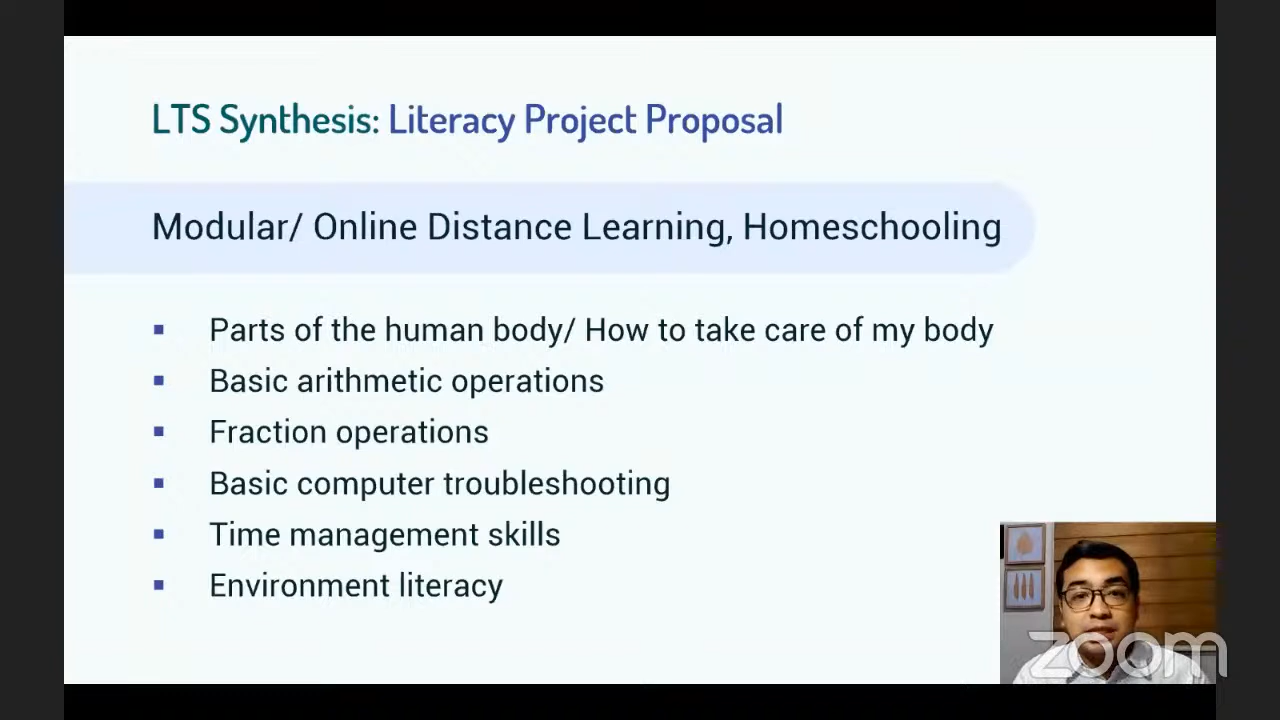 LTS Synthesis: Literacy Project Proposal
Modular/ Online Distance Learning, Homeschooling
Parts of the human body/ How to take care of my body
Basic arithmetic operations
Fraction operations
Basic computer troubleshooting
Time management skills
Environment literacy
zoom